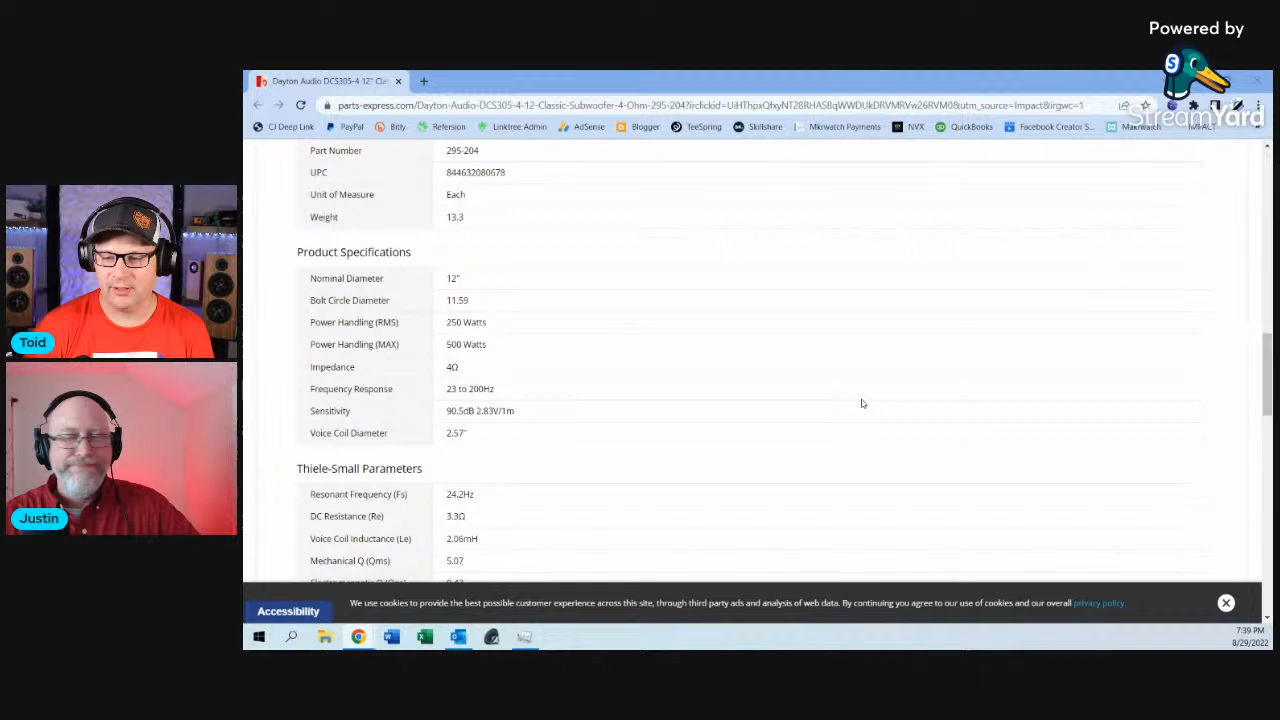 Powered by
StreamYard
Dayton Audio DCS305-4 12" Cla
parts-express.com/Dayton-Audio-DCS305-4-12-Classic-Subwoofer-4-Ohm-295-204?irclickid=UiHThpxQfxyNT28RHASBqWWDUkDRVMRVw26RVM0&utm_source=Impact&irgwc=1
CJ Deep Link PayPal Bitly Refersion Linktree Admin AdSense Blogger TeeSpring Skillshare Mkrwatch Payments NVX QuickBooks Facebook Creator S... Makrwatch IMPACT
Part Number 295-204
UPC 844632080678
Unit of Measure Each
Weight 13.3
Product Specifications
Nominal Diameter 12"
Bolt Circle Diameter 11.59
Power Handling (RMS) 250 Watts
Power Handling (MAX) 500 Watts
Impedance 4Ω
Frequency Response 23 to 200Hz
Sensitivity 90.5dB 2.83V/1m
Voice Coil Diameter 2.57"
Thiele-Small Parameters
Resonant Frequency (Fs) 24.2Hz
DC Resistance (Re) 3.3Ω
Voice Coil Inductance (Le) 2.06mH
Mechanical Q (Qms) 5.07
Accessibility
We use cookies to provide the best possible customer experience across this site, through third party ads and analysis of web data. By continuing you agree to our use of cookies and our overall privacy policy.
7:39 PM
8/29/2022
Toid
Justin